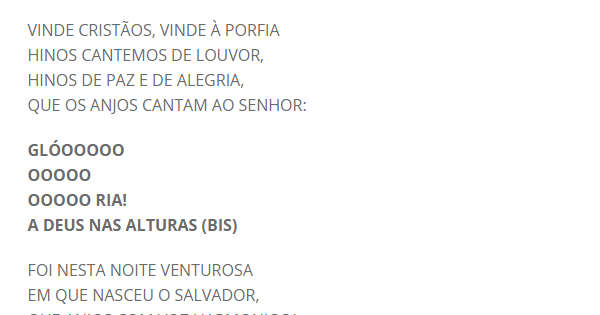 VINDE CRISTÃOS, VINDE À PORFIA
HINOS CANTEMOS DE LOUVOR,
HINOS DE PAZ E DE ALEGRIA,
QUE OS ANJOS CANTAM AO SENHOR:
GLÓOOOOO
OOOOO
OOOOO RIA!
A DEUS NAS ALTURAS (BIS)
FOI NESTA NOITE VENTUROSA
EM QUE NASCEU O SALVADOR,